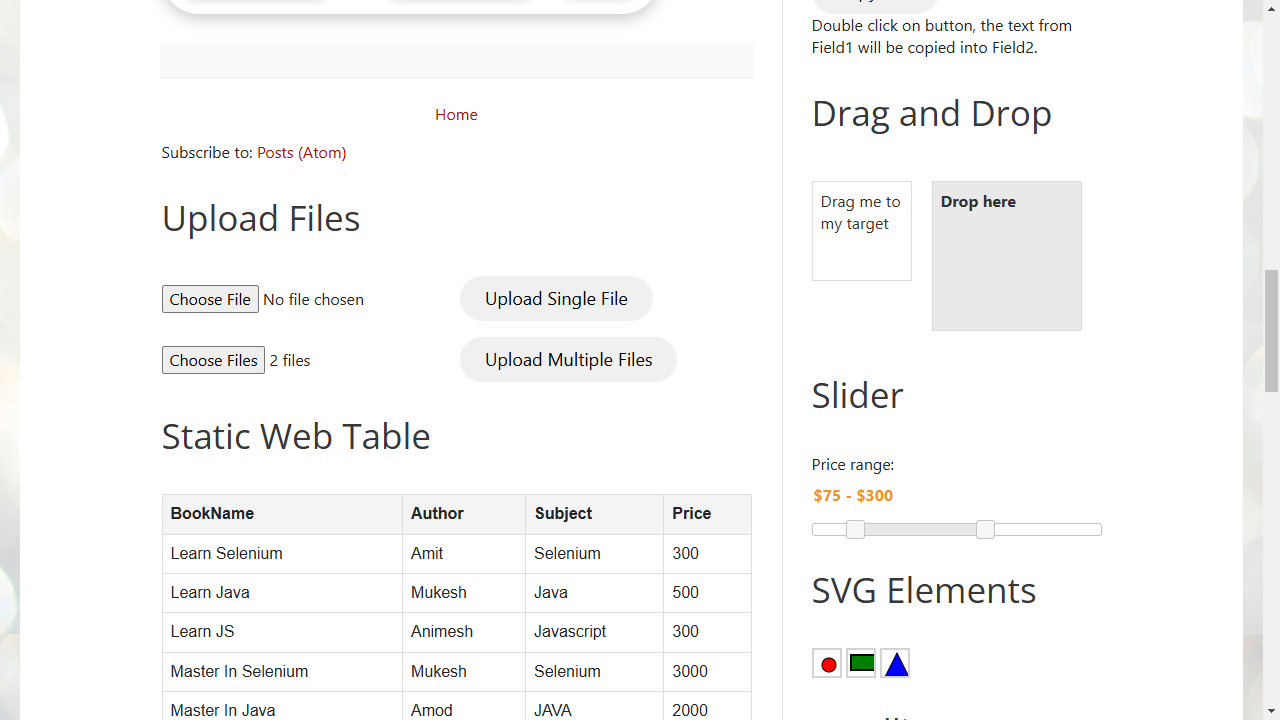 Home
Subscribe to: Posts (Atom)
Upload Files
Choose File No file chosen
Upload Single File
Choose Files 2 files
Upload Multiple Files
Static Web Table
BookName Author Subject Price
Learn Selenium Amit Selenium 300
Learn Java Mukesh Java 500
Learn JS Animesh Javascript 300
Master In Selenium Mukesh Selenium 3000
Master In Java Amod JAVA 2000
Double click on button, the text from
Field1 will be copied into Field2.
Drag and Drop
Drag me to
my target
Drop here
Slider
Price range:
$75 - $300
SVG Elements